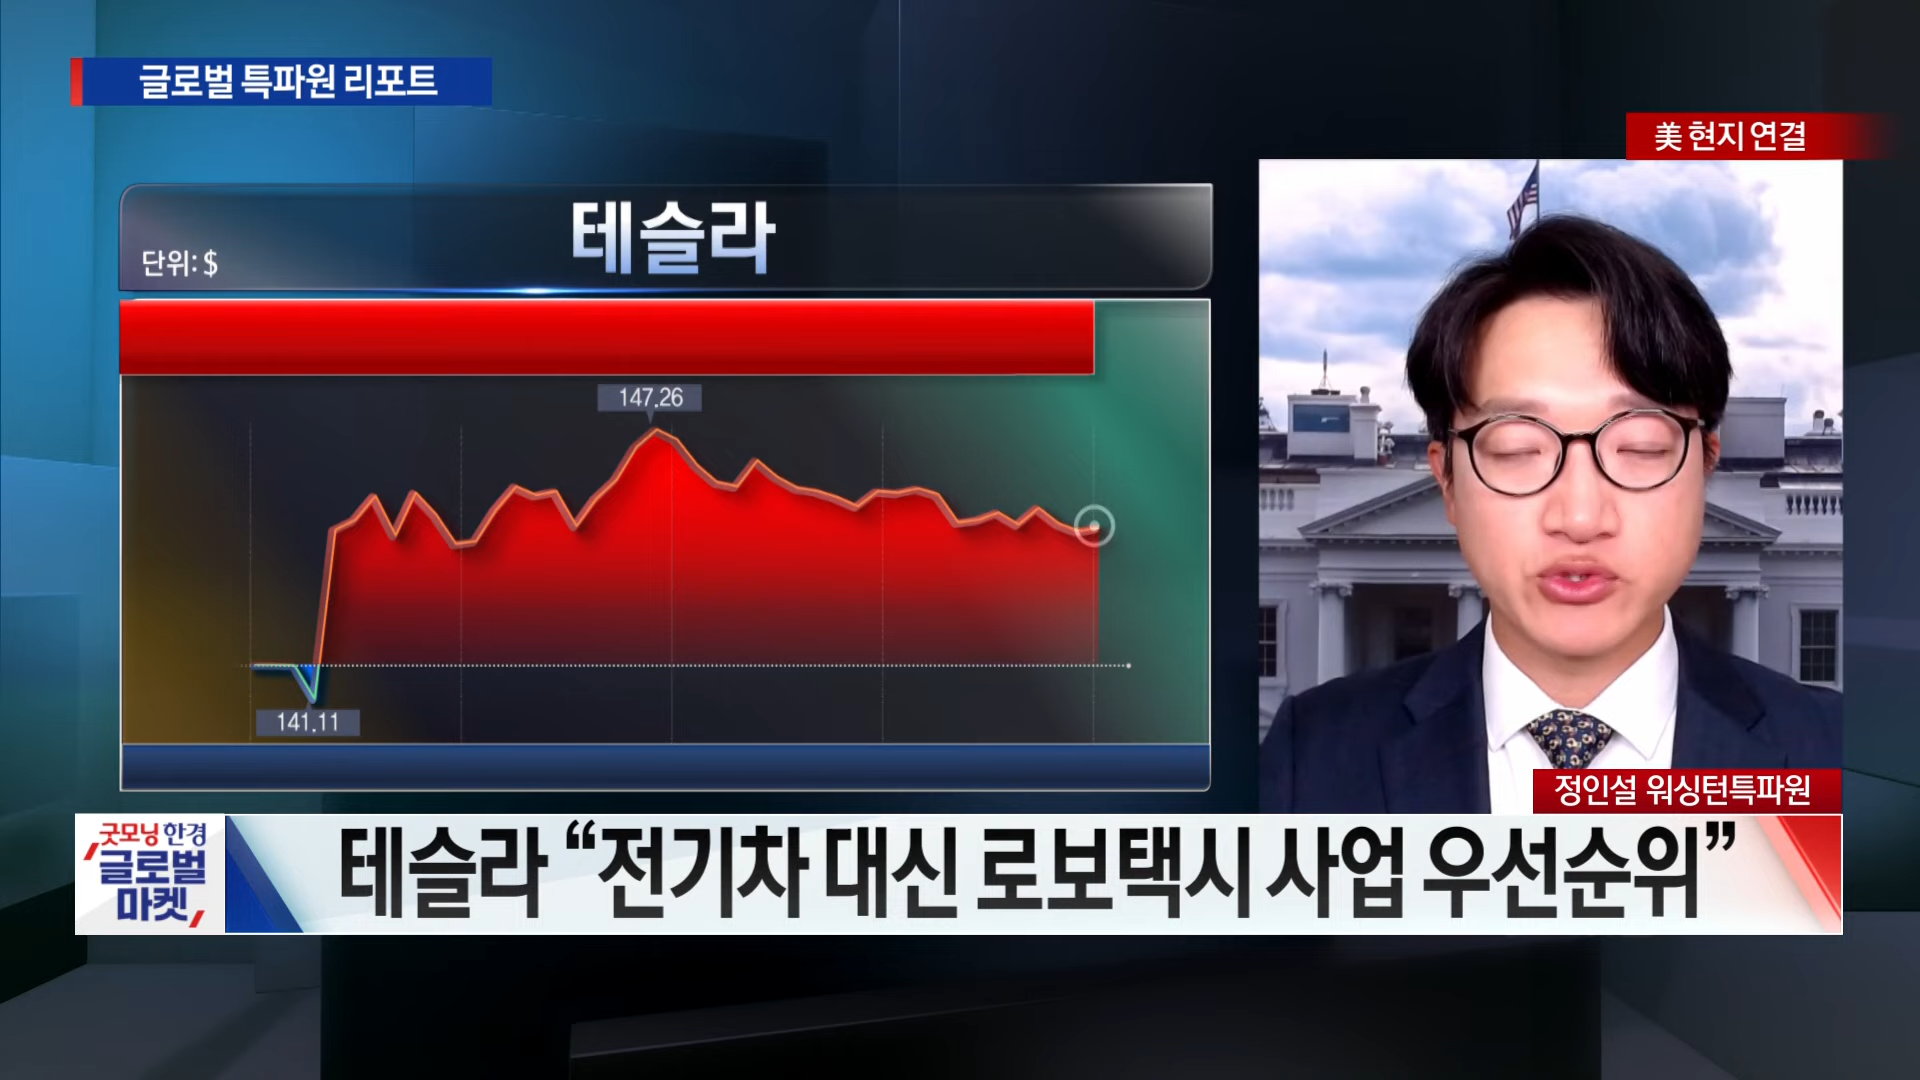 글로벌 특파원 리포트
美 현지 연결
테슬라
단위: $
147.26
141.11
정인설 워싱턴특파원
굿모닝 한경
글로벌
마켓
테슬라 “전기차 대신 로보택시 사업 우선순위”